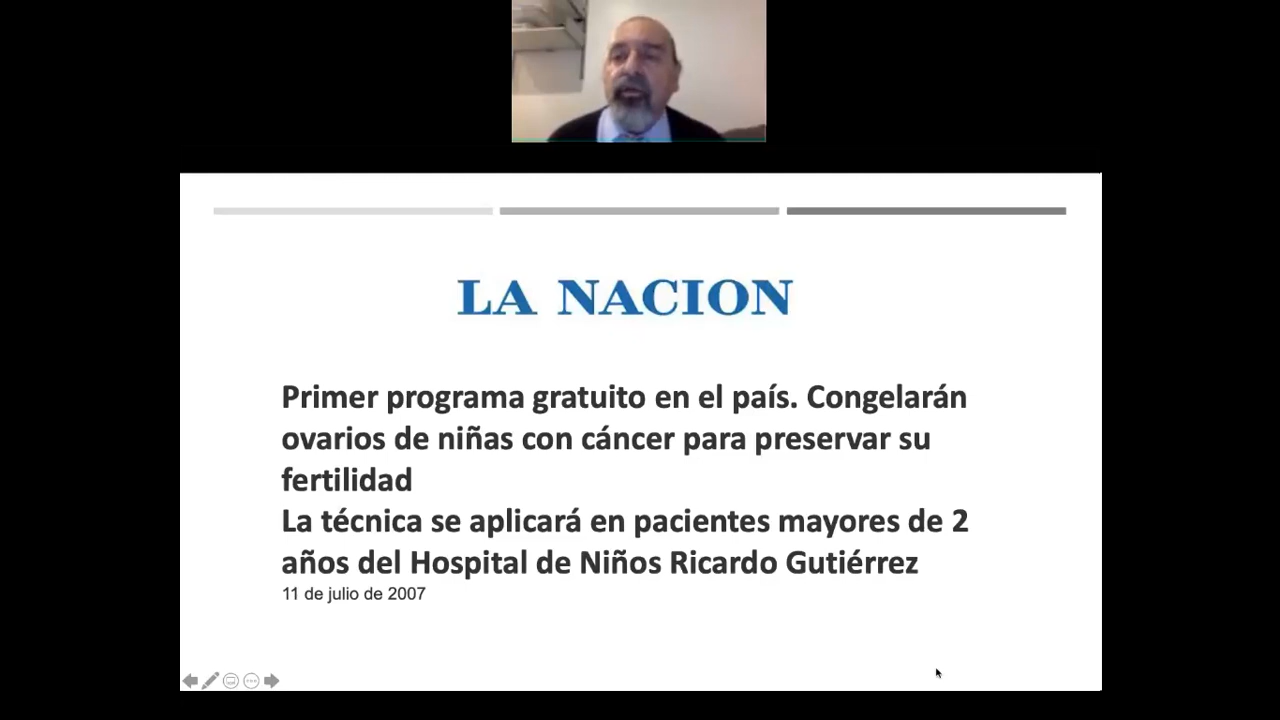 LA NACION
Primer programa gratuito en el país. Congelarán
ovarios de niñas con cáncer para preservar su
fertilidad
La técnica se aplicará en pacientes mayores de 2
años del Hospital de Niños Ricardo Gutiérrez
11 de julio de 2007